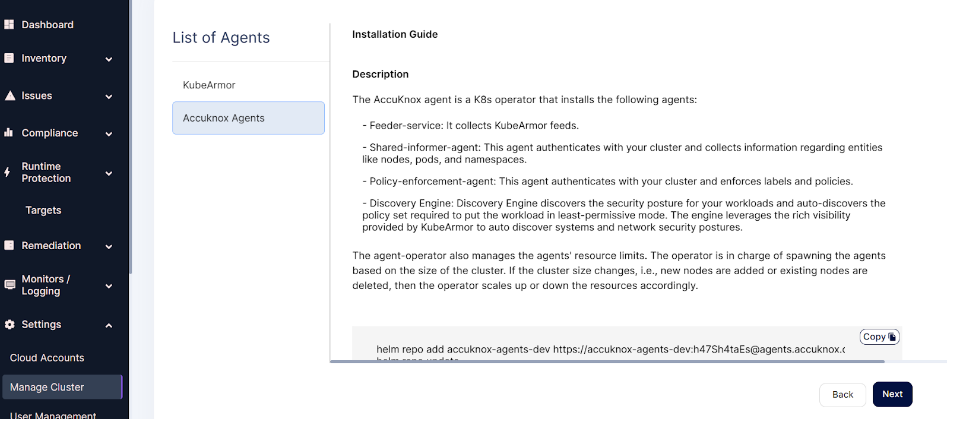 Dashboard
Inventory
Issues
Compliance
Runtime
Protection
Targets
Remediation
Monitors /
Logging
Settings
Cloud Accounts
Manage Cluster
User Management
List of Agents
KubeArmor
Accuknox Agents
Installation Guide
Description
The AccuKnox agent is a K8s operator that installs the following agents:
- Feeder-service: It collects KubeArmor feeds.
- Shared-informer-agent: This agent authenticates with your cluster and collects information regarding entities
like nodes, pods, and namespaces.
- Policy-enforcement-agent: This agent authenticates with your cluster and enforces labels and policies.
- Discovery Engine: Discovery Engine discovers the security posture for your workloads and auto-discovers the
policy set required to put the workload in least-permissive mode. The engine leverages the rich visibility
provided by KubeArmor to auto discover systems and network security postures.
The agent-operator also manages the agents' resource limits. The operator is in charge of spawning the agents
based on the size of the cluster. If the cluster size changes, i.e., new nodes are added or existing nodes are
deleted, then the operator scales up or down the resources accordingly.
Copy
helm repo add accuknox-agents-dev https://accuknox-agents-dev:h47Sh4taEs@agents.accuknox.c
helm repo update
Back
Next